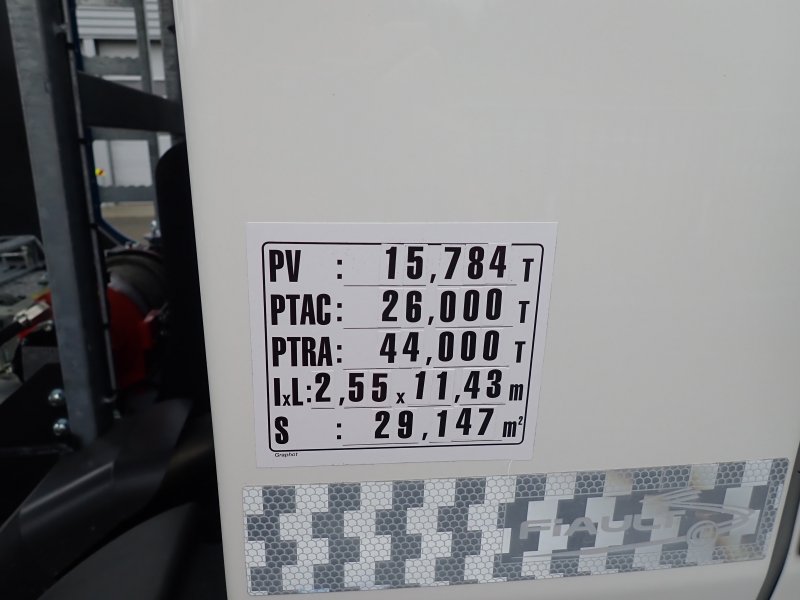 PV : 15,784 T
PTAC: 26,000 T
PTRA: 44,000 T
IxL:2,55 x 11,43 m
S : 29,147 m²
Graphot
FIAULT